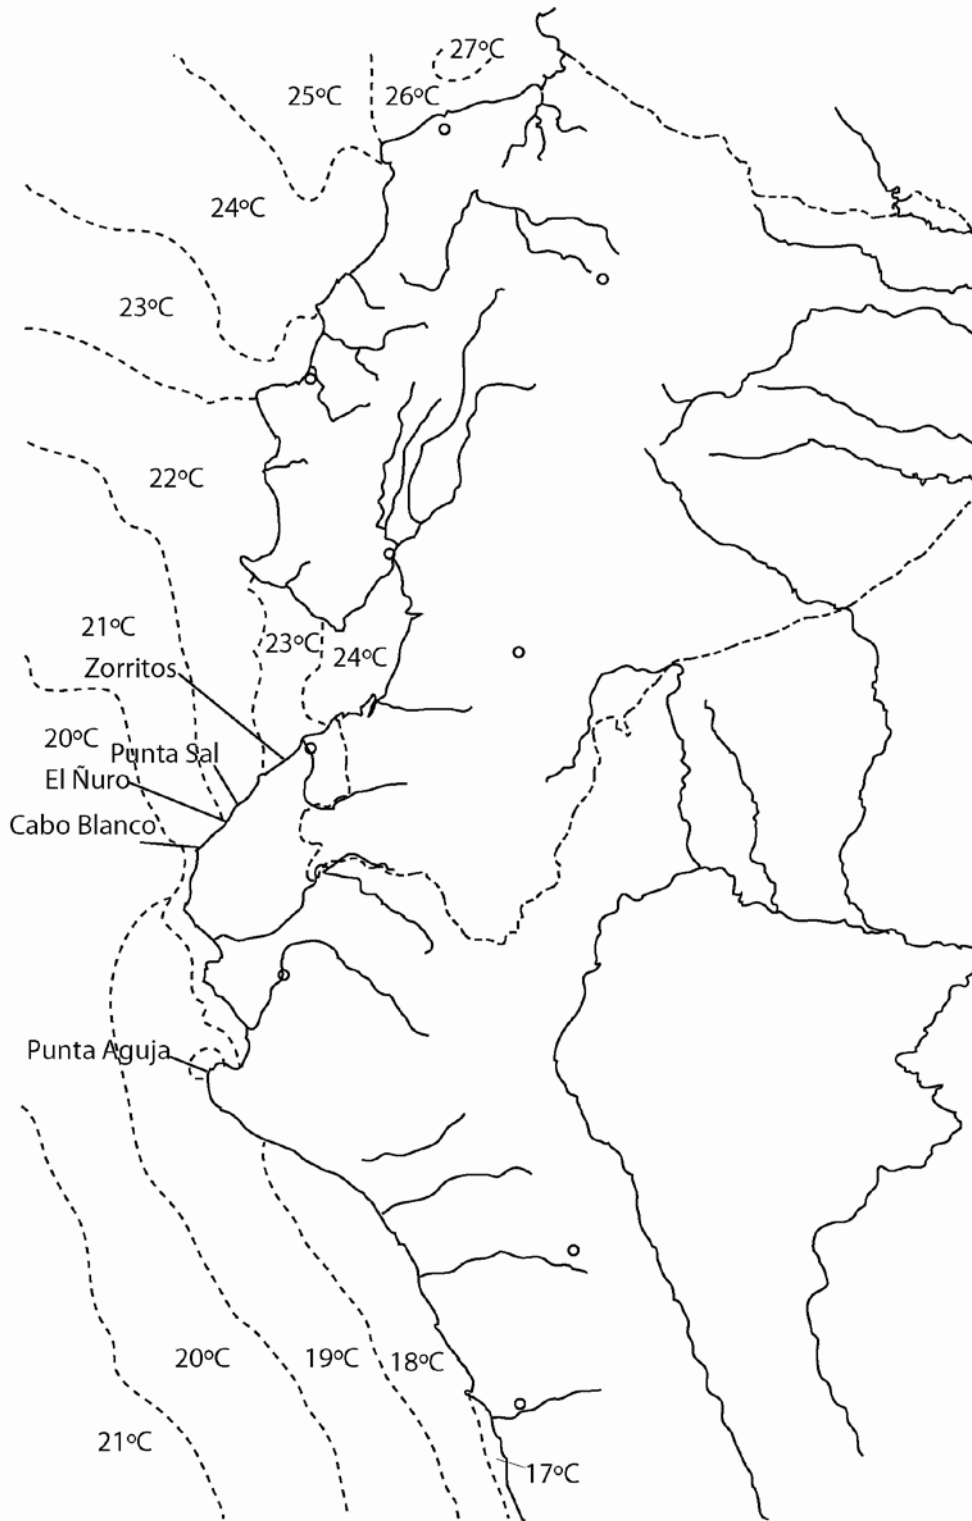 27ºC
25ºC
26ºC
24ºC
23ºC
22ºC
21ºC
23ºC
24ºC
Zorritos
20ºC
Punta Sal
El Ñuro
Cabo Blanco
Punta Aguja
20ºC
19ºC
18ºC
21ºC
17ºC